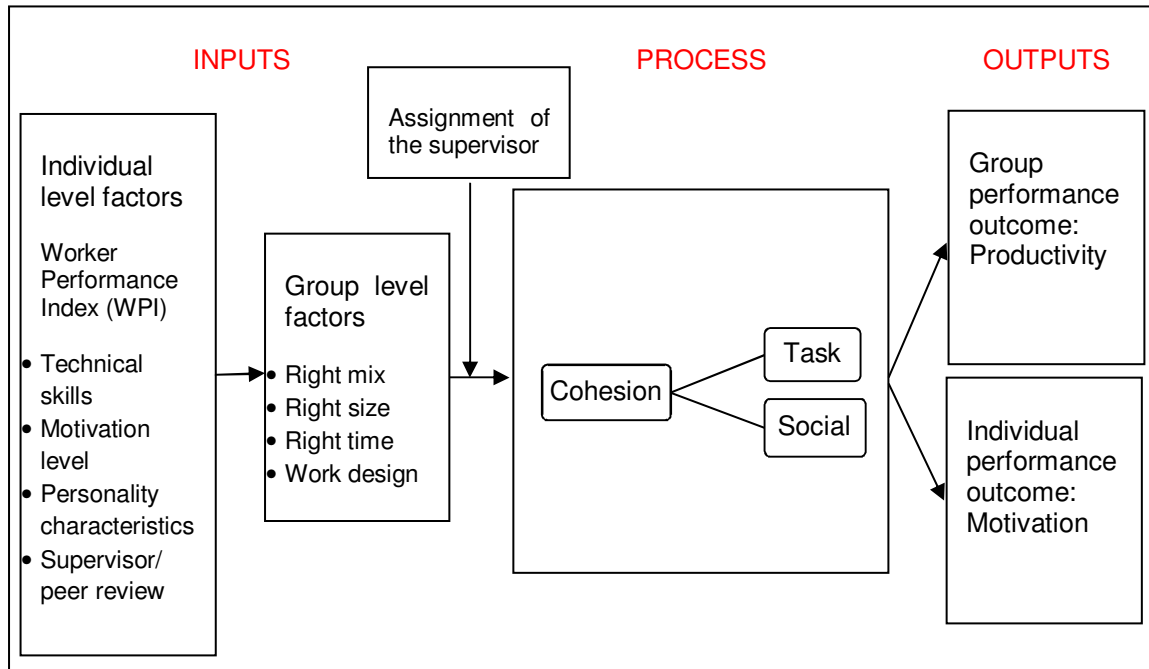 INPUTS
PROCESS
OUTPUTS
Individual
level factors
Worker
Performance
Index (WPI)
• Technical
skills
• Motivation
level
• Personality
characteristics
• Supervisor/
peer review
Group level
factors
• Right mix
• Right size
• Right time
• Work design
Assignment of
the supervisor
Cohesion
Task
Social
Group
performance
outcome:
Productivity
Individual
performance
outcome:
Motivation